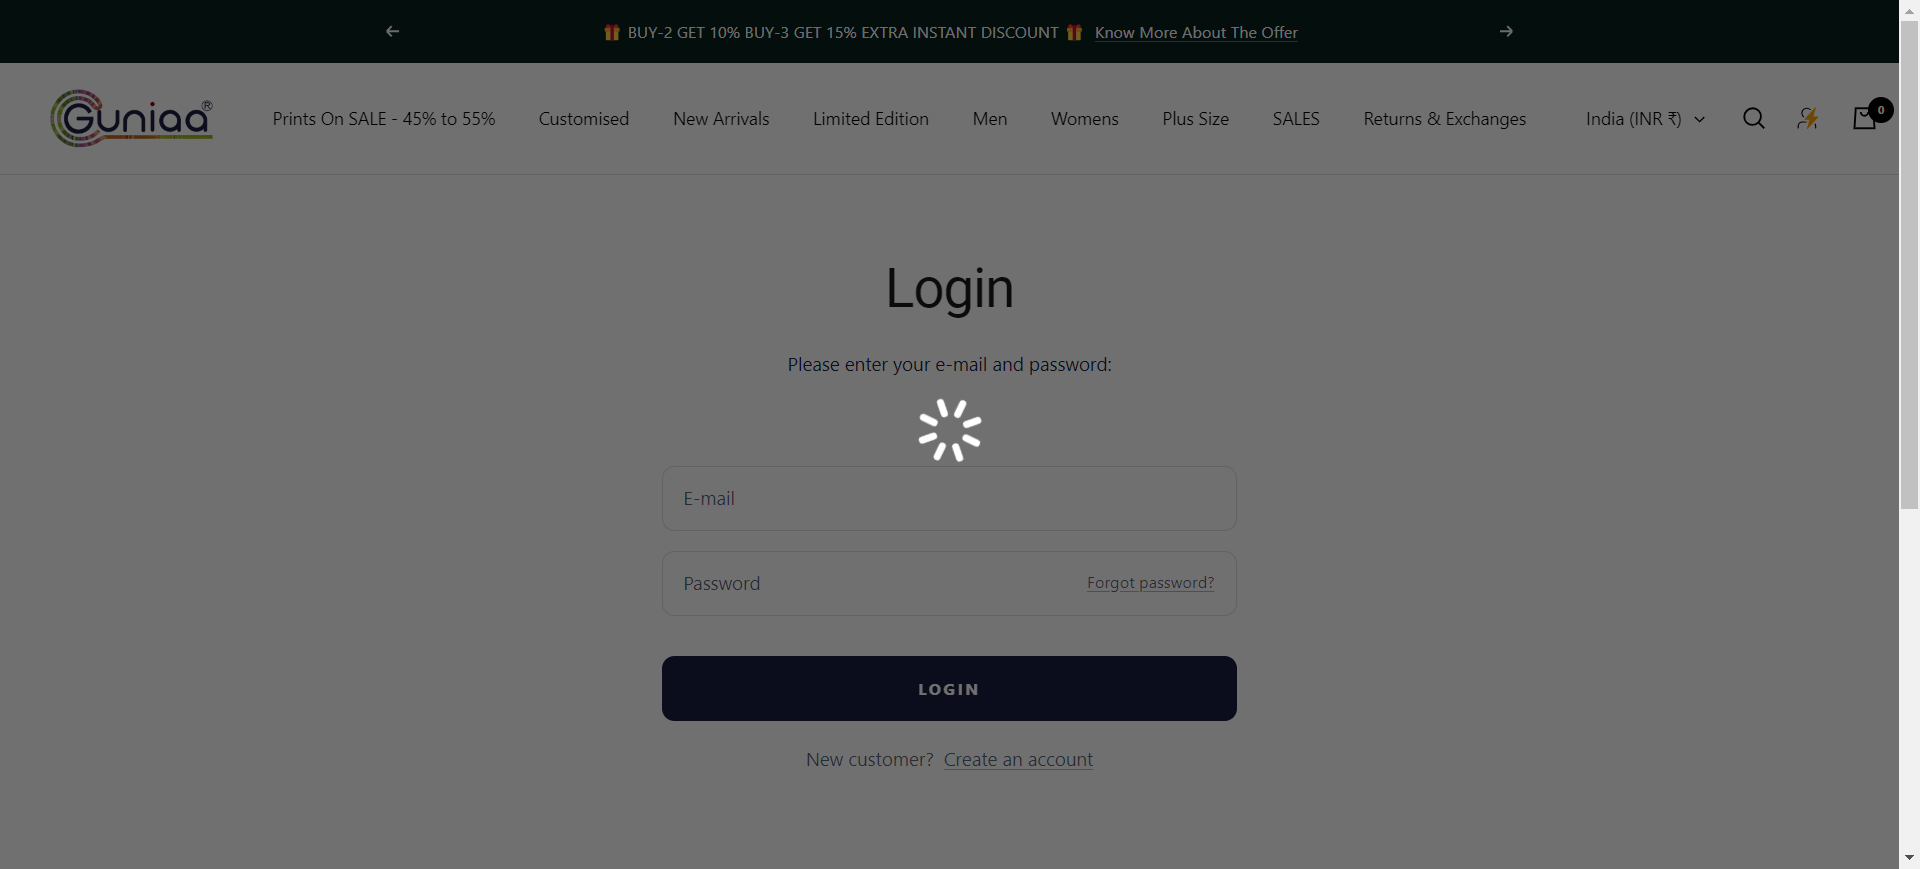 BUY-2 GET 10% BUY-3 GET 15% EXTRA INSTANT DISCOUNT Know More About The Offer
Guniaa®
Prints On SALE - 45% to 55% Customised New Arrivals Limited Edition Men Womens Plus Size SALES Returns & Exchanges India (INR ₹) 0
Login
Please enter your e-mail and password:
E-mail
Password Forgot password?
LOGIN
New customer? Create an account